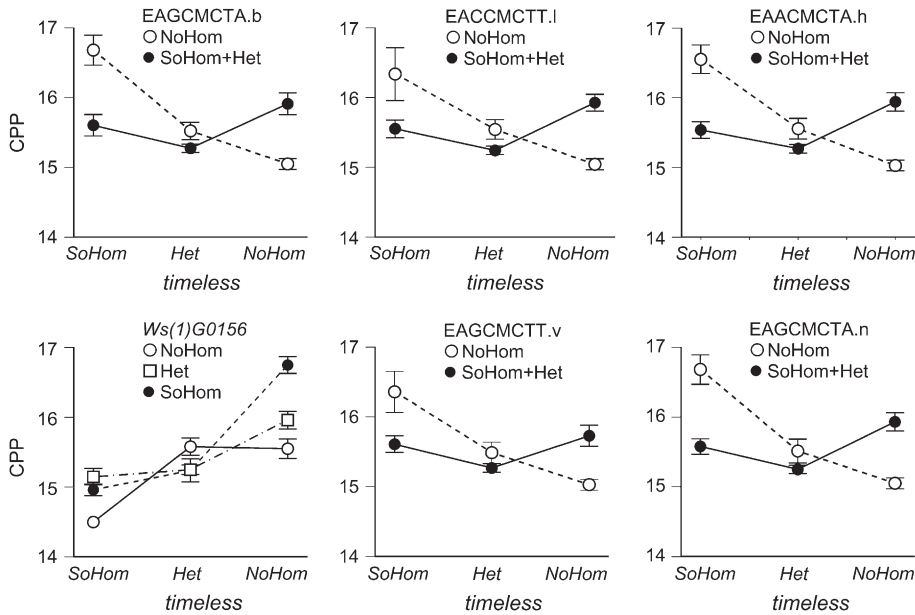 EAGCMCTA.b
NoHom
SoHom+Het
CPP
17
16
15
14
SoHom Het NoHom
timeless
EACCMCTT.l
NoHom
SoHom+Het
17
16
15
14
SoHom Het NoHom
timeless
EAACMCTA.h
NoHom
SoHom+Het
17
16
15
14
SoHom Het NoHom
timeless
Ws(1)G0156
NoHom
Het
SoHom
CPP
17
16
15
14
SoHom Het NoHom
timeless
EAGCMCTT.v
NoHom
SoHom+Het
17
16
15
14
SoHom Het NoHom
timeless
EAGCMCTA.n
NoHom
SoHom+Het
17
16
15
14
SoHom Het NoHom
timeless